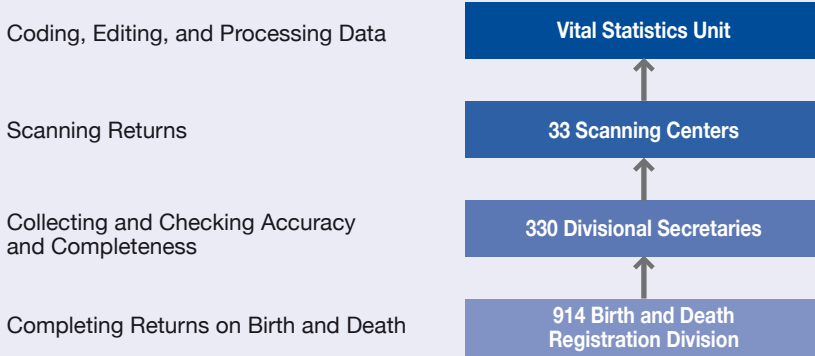 Coding, Editing, and Processing Data
Vital Statistics Unit
Scanning Returns
33 Scanning Centers
Collecting and Checking Accuracy
and Completeness
330 Divisional Secretaries
Completing Returns on Birth and Death
914 Birth and Death
Registration Division